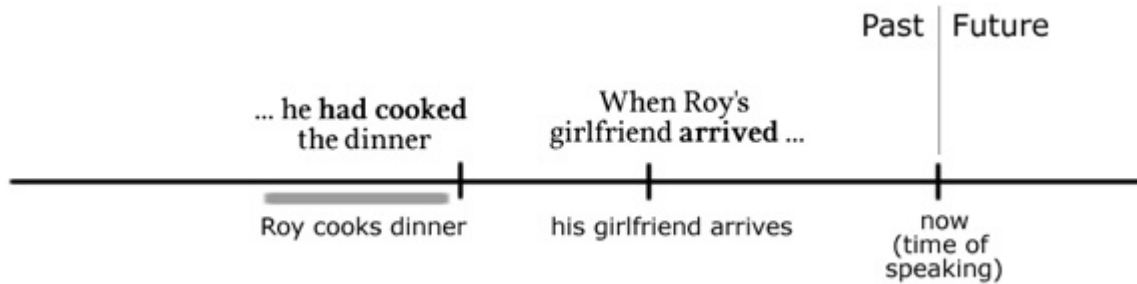 Past Future
... he had cooked
the dinner
When Roy's
girlfriend arrived ...
Roy cooks dinner
his girlfriend arrives
now
(time of
speaking)